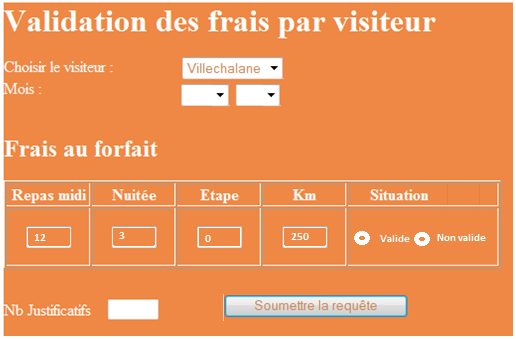 Validation des frais par visiteur
Choisir le visiteur : Villechalane
Mois :
Frais au forfait
Repas midi Nuitée Etape Km Situation
12 3 0 250 Valide Non valide
Nb Justificatifs Soumettre la requête